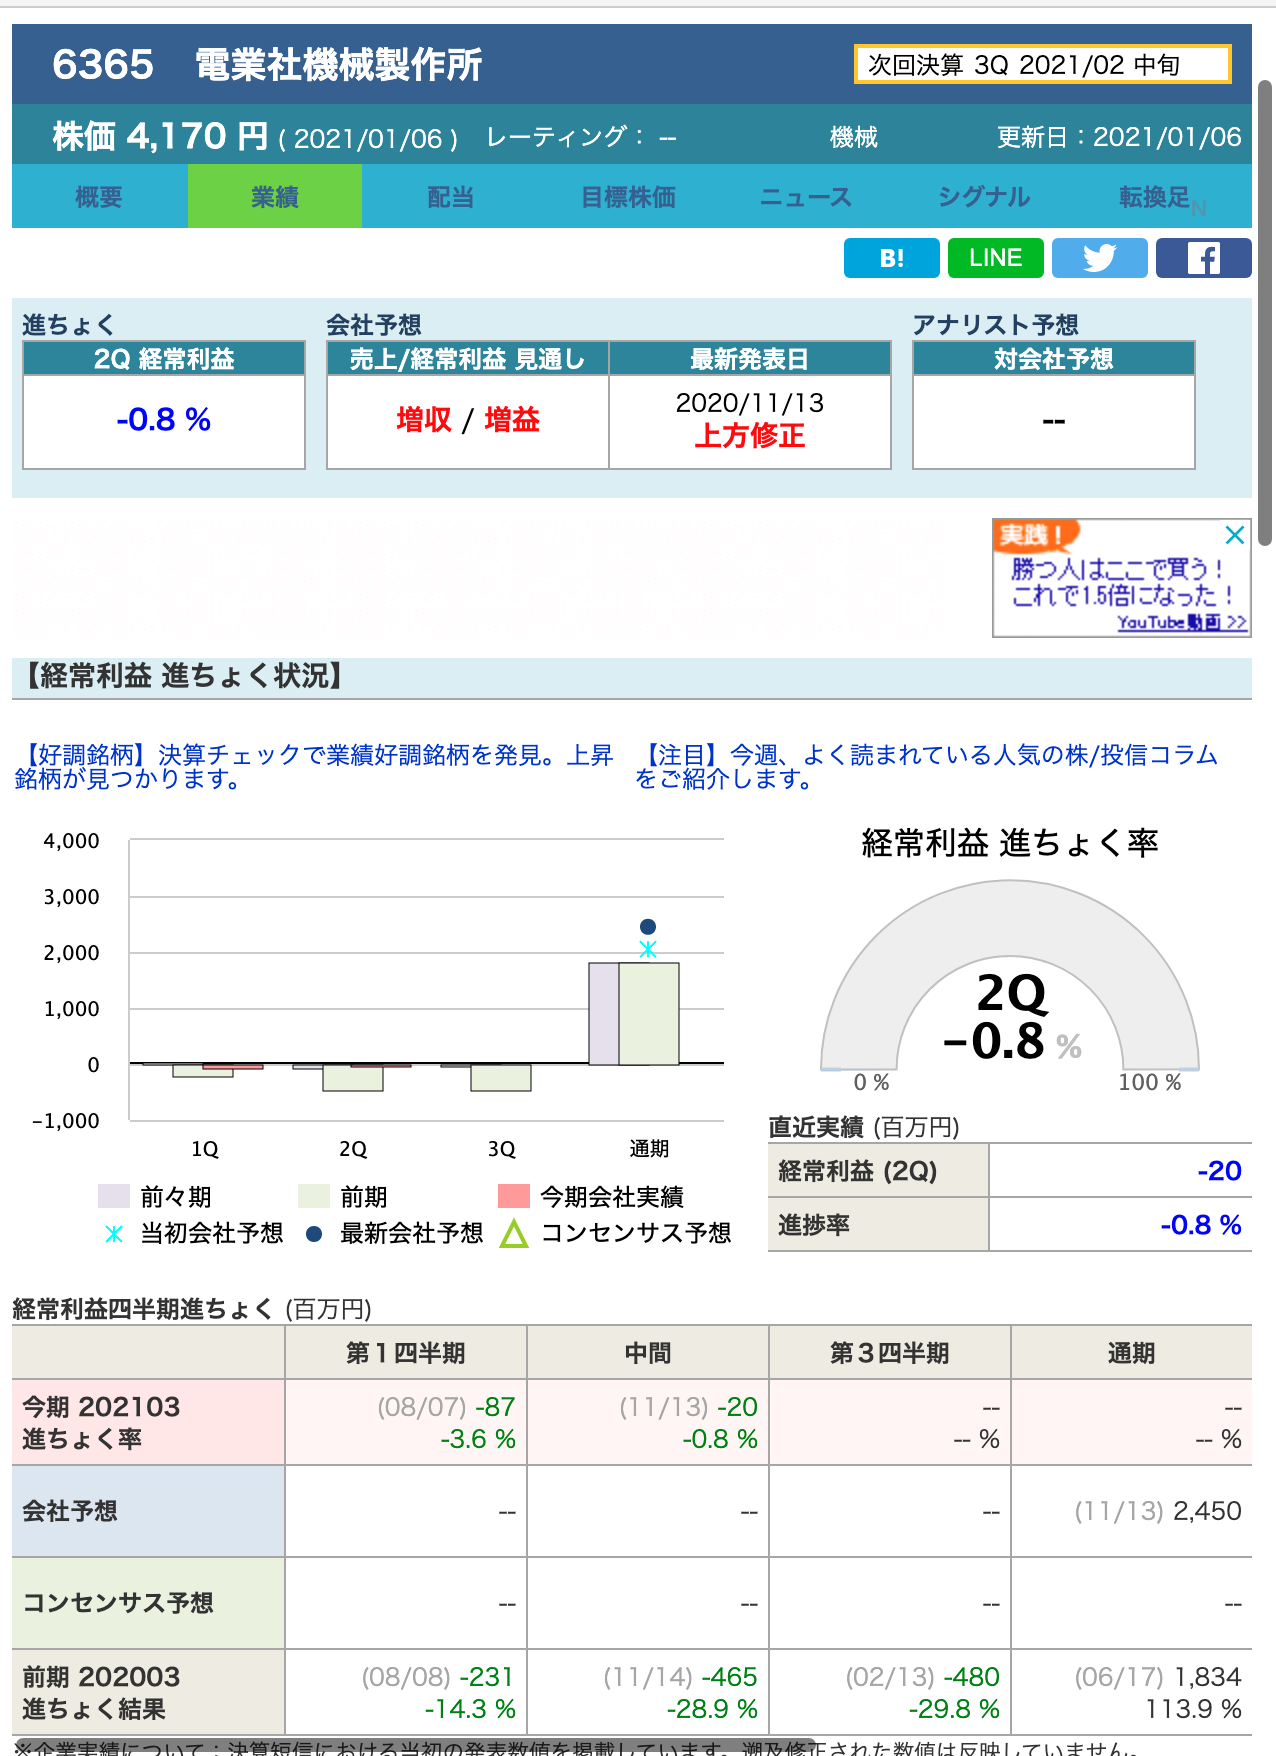 6365 電業社機械製作所
次回決算 3Q 2021/02 中旬
株価 4,170 円 ( 2021/01/06 ) レーティング： --
機械
更新日：2021/01/06
概要 業績 配当 目標株価 ニュース シグナル 転換足
N
B! LINE
進ちょく
2Q 経常利益
-0.8 %
会社予想
売上/経常利益 見通し 最新発表日
増収 / 増益
2020/11/13
上方修正
アナリスト予想
対会社予想
--
実践！
勝つ人はここで買う！
これで1.5倍になった！
YouTube動画 >>
【経常利益 進ちょく状況】
【好調銘柄】決算チェックで業績好調銘柄を発見。上昇
銘柄が見つかります。
【注目】今週、よく読まれている人気の株/投信コラム
をご紹介します。
4,000
3,000
2,000
1,000
0
-1,000
1Q 2Q 3Q 通期
前々期 前期 今期会社実績
当初会社予想 最新会社予想 コンセンサス予想
経常利益 進ちょく率
2Q
-0.8 %
0 % 100 %
直近実績 (百万円)
経常利益 (2Q) -20
進捗率 -0.8 %
経常利益四半期進ちょく (百万円)
第１四半期 中間 第３四半期 通期
今期 202103 (08/07) -87 (11/13) -20 -- --
進ちょく率 -3.6 % -0.8 % -- % -- %
会社予想 -- -- -- (11/13) 2,450
コンセンサス予想 -- -- -- --
前期 202003 (08/08) -231 (11/14) -465 (02/13) -480 (06/17) 1,834
進ちょく結果 -14.3 % -28.9 % -29.8 % 113.9 %
※企業実績について：決算短信における当初の発表数値を掲載しています。遡及修正された数値は反映していません。